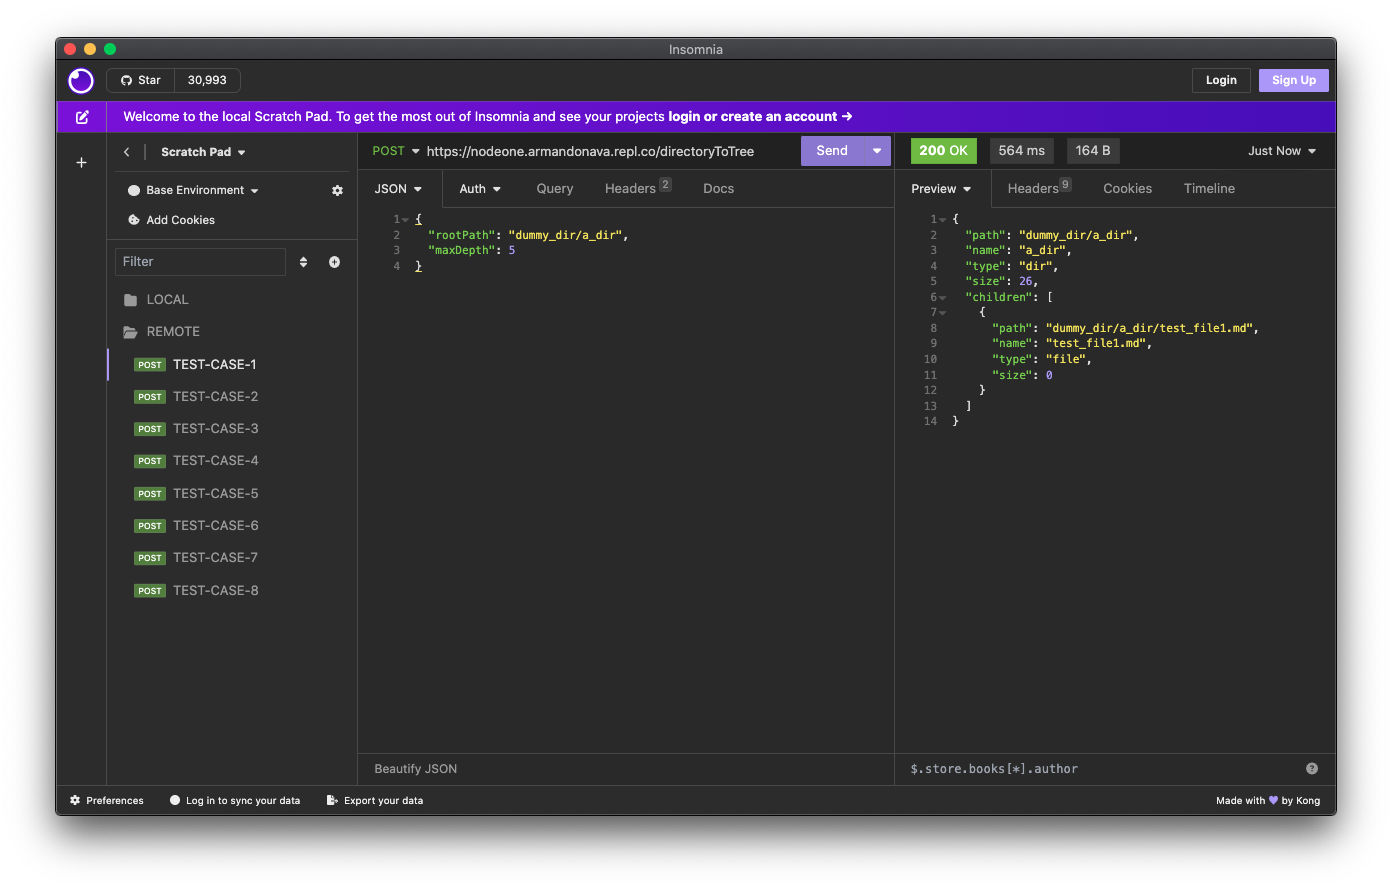 Insomnia
Star 30,993
Login Sign Up
Welcome to the local Scratch Pad. To get the most out of Insomnia and see your projects login or create an account →
Scratch Pad
Base Environment
Add Cookies
Filter
LOCAL
REMOTE
POST TEST-CASE-1
POST TEST-CASE-2
POST TEST-CASE-3
POST TEST-CASE-4
POST TEST-CASE-5
POST TEST-CASE-6
POST TEST-CASE-7
POST TEST-CASE-8
POST https://nodeone.armandonava.repl.co/directoryToTree Send
JSON Auth Query Headers 2 Docs
1 {
2 "rootPath": "dummy_dir/a_dir",
3 "maxDepth": 5
4 }
Beautify JSON
200 OK 564 ms 164 B Just Now
Preview Headers 9 Cookies Timeline
1 {
2 "path": "dummy_dir/a_dir",
3 "name": "a_dir",
4 "type": "dir",
5 "size": 26,
6 "children": [
7 {
8 "path": "dummy_dir/a_dir/test_file1.md",
9 "name": "test_file1.md",
10 "type": "file",
11 "size": 0
12 }
13 ]
14 }
$.store.books[*].author ?
Preferences Log in to sync your data Export your data Made with 💜 by Kong